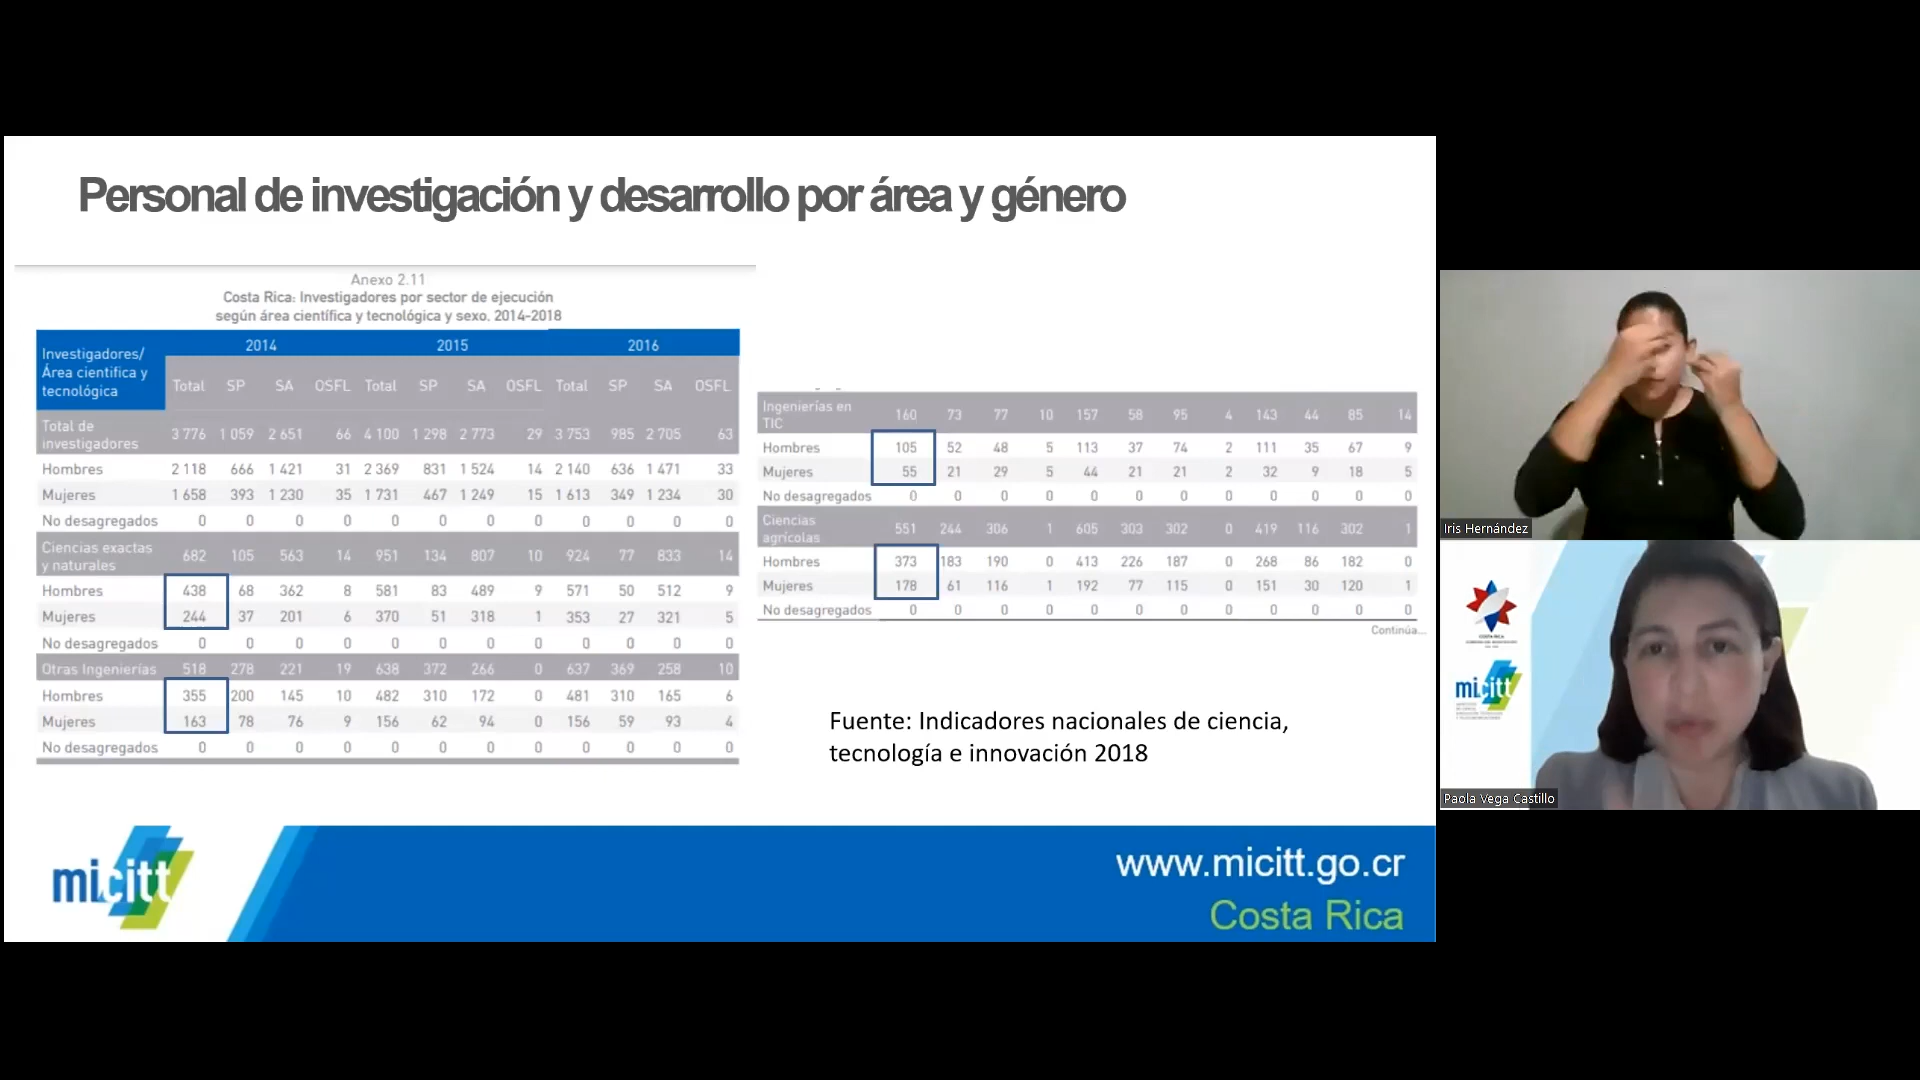 Personal de investigación y desarrollo por área y género
Anexo 2.11
Costa Rica: Investigadores por sector de ejecución
según área científica y tecnológica y sexo. 2014-2018
Investigadores/
Área científica y
tecnológica
2014 2015 2016
Total SP SA OSFL Total SP SA OSFL Total SP SA OSFL
Total de
investigadores
3 776 1 059 2 651 66 4 100 1 298 2 773 29 3 753 985 2 705 63
Hombres 2 118 666 1 421 31 2 369 831 1 524 14 2 140 636 1 471 33
Mujeres 1 658 393 1 230 35 1 731 467 1 249 15 1 613 349 1 234 30
No desagregados 0 0 0 0 0 0 0 0 0 0 0 0
Ciencias exactas
y naturales
682 105 563 14 951 134 807 10 924 77 833 14
Hombres 438 68 362 8 581 83 489 9 571 50 512 9
Mujeres 244 37 201 6 370 51 318 1 353 27 321 5
No desagregados 0 0 0 0 0 0 0 0 0 0 0 0
Otras Ingenierías 518 278 221 19 638 372 266 0 637 369 258 10
Hombres 355 200 145 10 482 310 172 0 481 310 165 6
Mujeres 163 78 76 9 156 62 94 0 156 59 93 4
No desagregados 0 0 0 0 0 0 0 0 0 0 0 0
Ingenierías en
TIC
160 73 77 10 157 58 95 4 143 44 85 14
Hombres 105 52 48 5 113 37 74 2 111 35 67 9
Mujeres 55 21 29 5 44 21 21 2 32 9 18 5
No desagregados 0 0 0 0 0 0 0 0 0 0 0 0
Ciencias
agrícolas
551 244 306 1 605 303 302 0 419 116 302 1
Hombres 373 183 190 0 413 226 187 0 268 86 182 0
Mujeres 178 61 116 1 192 77 115 0 151 30 120 1
No desagregados 0 0 0 0 0 0 0 0 0 0 0 0
Continúa...
Fuente: Indicadores nacionales de ciencia,
tecnología e innovación 2018
micitt
www.micitt.go.cr
Costa Rica
Iris Hernández
COSTA RICA
micitt
Paola Vega Castillo